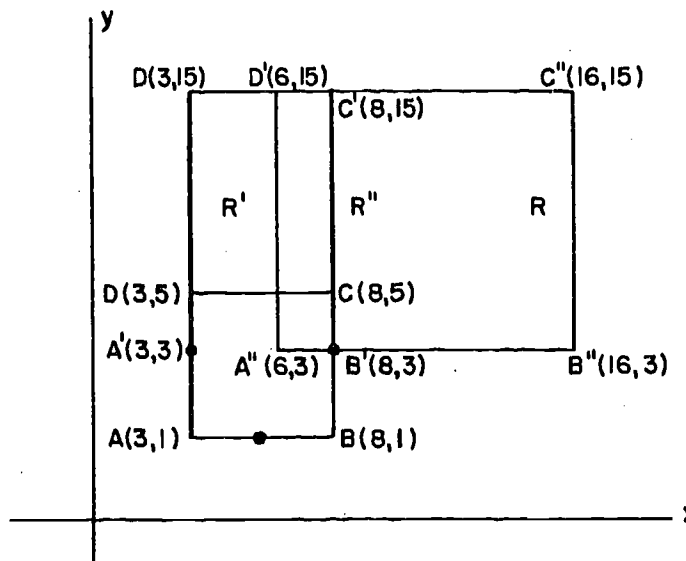 y
D(3,15) D'(6,15) C"(16,15)
C'(8,15)
R' R" R
D(3,5) C(8,5)
A'(3,3) A"(6,3) B'(8,3) B"(16,3)
A(3,1) B(8,1)